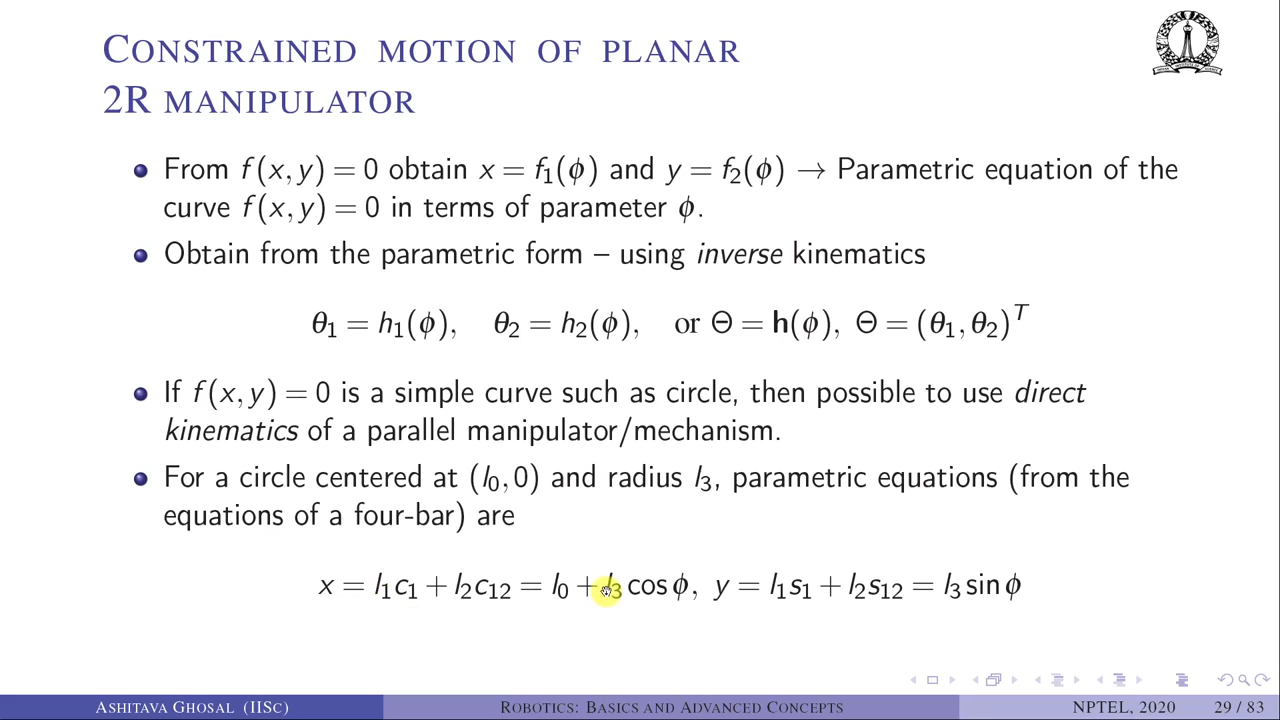 CONSTRAINED MOTION OF PLANAR
2R MANIPULATOR
From f(x,y) = 0 obtain x = f₁(ϕ) and y = f₂(ϕ) → Parametric equation of the
curve f(x,y) = 0 in terms of parameter ϕ.
Obtain from the parametric form – using inverse kinematics
θ₁ = h₁(ϕ), θ₂ = h₂(ϕ), or Θ = h(ϕ), Θ = (θ₁,θ₂)ᵀ
If f(x,y) = 0 is a simple curve such as circle, then possible to use direct
kinematics of a parallel manipulator/mechanism.
For a circle centered at (l₀,0) and radius l₃, parametric equations (from the
equations of a four-bar) are
x = l₁c₁ + l₂c₁₂ = l₀ + l₃ cosϕ, y = l₁s₁ + l₂s₁₂ = l₃ sinϕ
ASHITAVA GHOSAL (IISC) ROBOTICS: BASICS AND ADVANCED CONCEPTS NPTEL, 2020 29 / 83